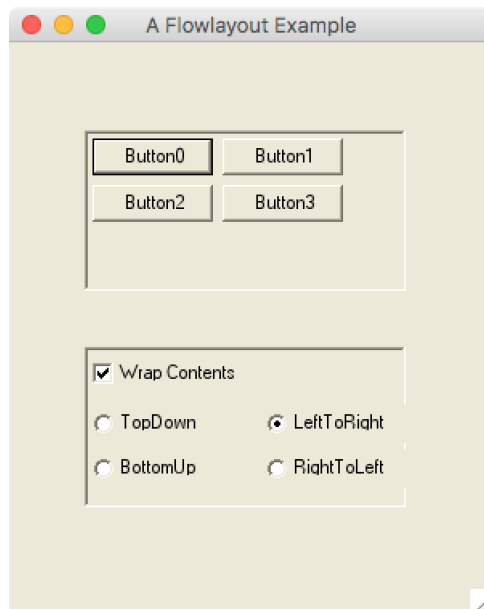 A Flowlayout Example
Button0 Button1
Button2 Button3
Wrap Contents
TopDown LeftToRight
BottomUp RightToLeft